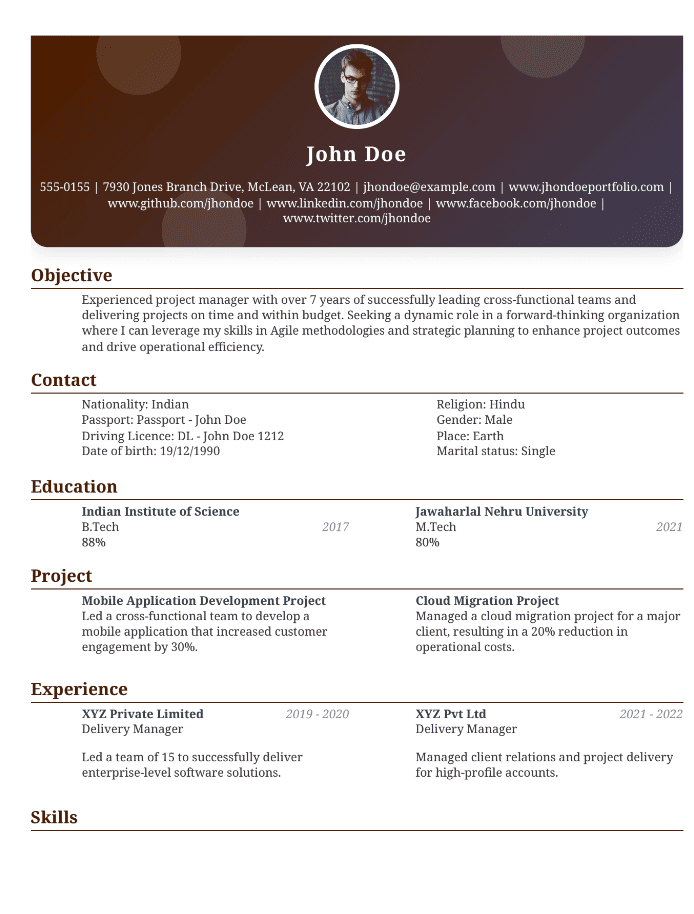 John Doe
555-0155 | 7930 Jones Branch Drive, McLean, VA 22102 | jhondoe@example.com | www.jhondoeportfolio.com |
www.github.com/jhondoe | www.linkedin.com/jhondoe | www.facebook.com/jhondoe |
www.twitter.com/jhondoe
Objective
Experienced project manager with over 7 years of successfully leading cross-functional teams and
delivering projects on time and within budget. Seeking a dynamic role in a forward-thinking organization
where I can leverage my skills in Agile methodologies and strategic planning to enhance project outcomes
and drive operational efficiency.
Contact
Nationality: Indian
Passport: Passport - John Doe
Driving Licence: DL - John Doe 1212
Date of birth: 19/12/1990
Religion: Hindu
Gender: Male
Place: Earth
Marital status: Single
Education
Indian Institute of Science
B.Tech 2017
88%
Jawaharlal Nehru University
M.Tech 2021
80%
Project
Mobile Application Development Project
Led a cross-functional team to develop a
mobile application that increased customer
engagement by 30%.
Cloud Migration Project
Managed a cloud migration project for a major
client, resulting in a 20% reduction in
operational costs.
Experience
XYZ Private Limited 2019 - 2020
Delivery Manager
Led a team of 15 to successfully deliver
enterprise-level software solutions.
XYZ Pvt Ltd 2021 - 2022
Delivery Manager
Managed client relations and project delivery
for high-profile accounts.
Skills